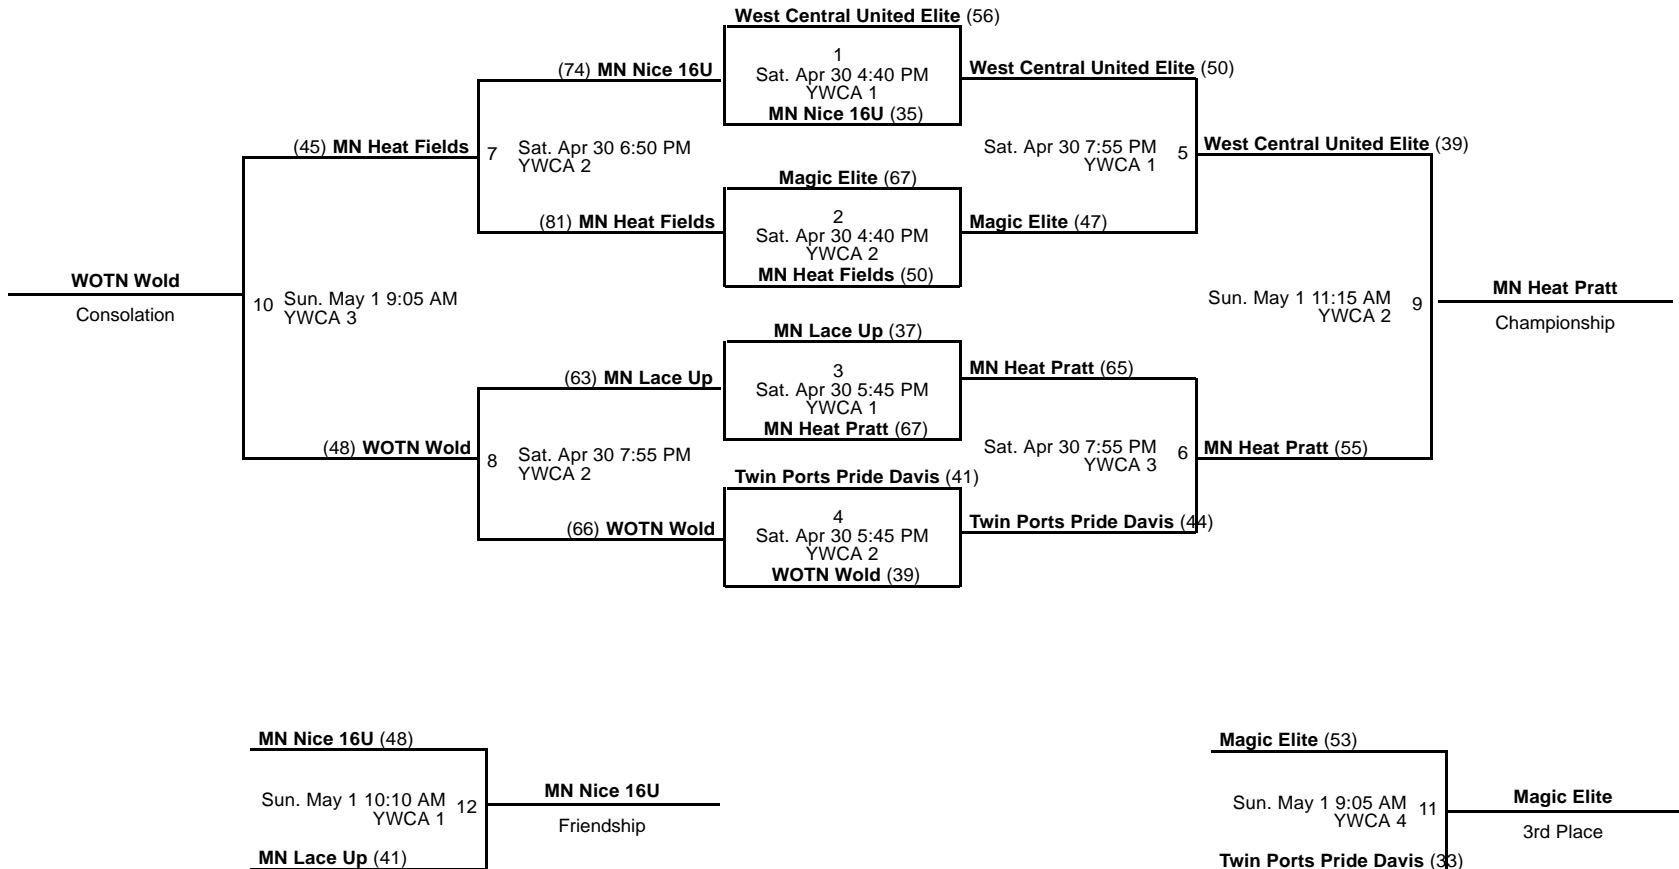 West Central United Elite (56)
1
Sat. Apr 30 4:40 PM
YWCA 1
MN Nice 16U (35)
(74) MN Nice 16U
West Central United Elite (50)
(45) MN Heat Fields
7 Sat. Apr 30 6:50 PM
YWCA 2
Sat. Apr 30 7:55 PM 5
YWCA 1
West Central United Elite (39)
Magic Elite (67)
2
Sat. Apr 30 4:40 PM
YWCA 2
MN Heat Fields (50)
(81) MN Heat Fields
Magic Elite (47)
WOTN Wold
Consolation
10 Sun. May 1 9:05 AM
YWCA 3
Sun. May 1 11:15 AM 9
YWCA 2
MN Heat Pratt
Championship
MN Lace Up (37)
3
Sat. Apr 30 5:45 PM
YWCA 1
MN Heat Pratt (67)
(63) MN Lace Up
MN Heat Pratt (65)
(48) WOTN Wold
8 Sat. Apr 30 7:55 PM
YWCA 2
Sat. Apr 30 7:55 PM 6
YWCA 3
MN Heat Pratt (55)
Twin Ports Pride Davis (41)
4
Sat. Apr 30 5:45 PM
YWCA 2
WOTN Wold (39)
(66) WOTN Wold
Twin Ports Pride Davis (44)
MN Nice 16U (48)
Sun. May 1 10:10 AM 12
YWCA 1
MN Lace Up (41)
MN Nice 16U
Friendship
Magic Elite (53)
Sun. May 1 9:05 AM 11
YWCA 4
Twin Ports Pride Davis (33)
Magic Elite
3rd Place